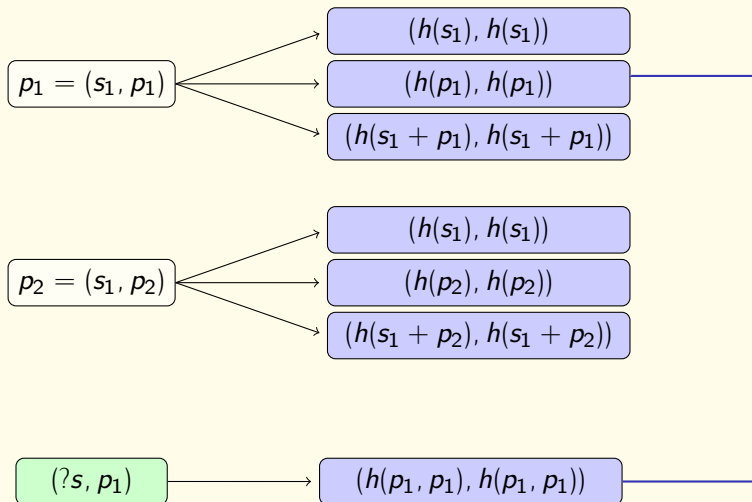 (h(s₁), h(s₁))
p₁ = (s₁, p₁)
(h(p₁), h(p₁))
(h(s₁ + p₁), h(s₁ + p₁))
(h(s₁), h(s₁))
p₂ = (s₁, p₂)
(h(p₂), h(p₂))
(h(s₁ + p₂), h(s₁ + p₂))
(?s, p₁)
(h(p₁, p₁), h(p₁, p₁))